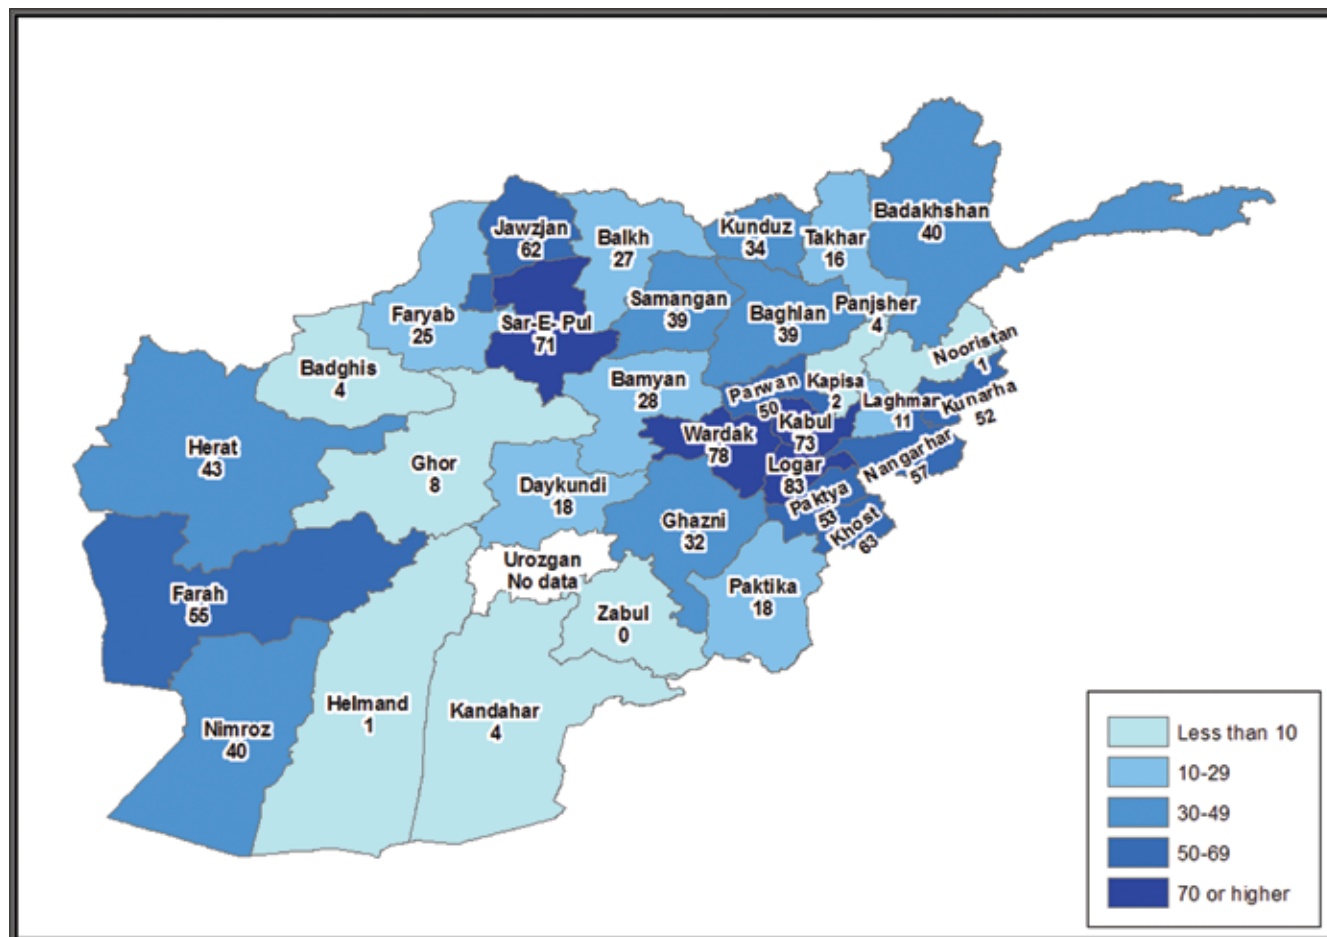 Badakhshan
40
Jawzjan
62
Balkh
27
Kunduz
34
Takhar
16
Faryab
25
Sar-E- Pul
71
Samangan
39
Baghlan
39
Panjsher
4
Nooristan
1
Badghis
4
Bamyan
28
Parwan
50
Kapisa
2
Laghman
11
Kunarha
52
Herat
43
Ghor
8
Wardak
78
Kabul
73
Logar
83
Nangarhar
57
Daykundi
18
Ghazni
32
Paktya
53
Khost
63
Urozgan
No data
Farah
55
Zabul
0
Paktika
18
Nimroz
40
Helmand
1
Kandahar
4
Less than 10
10-29
30-49
50-69
70 or higher